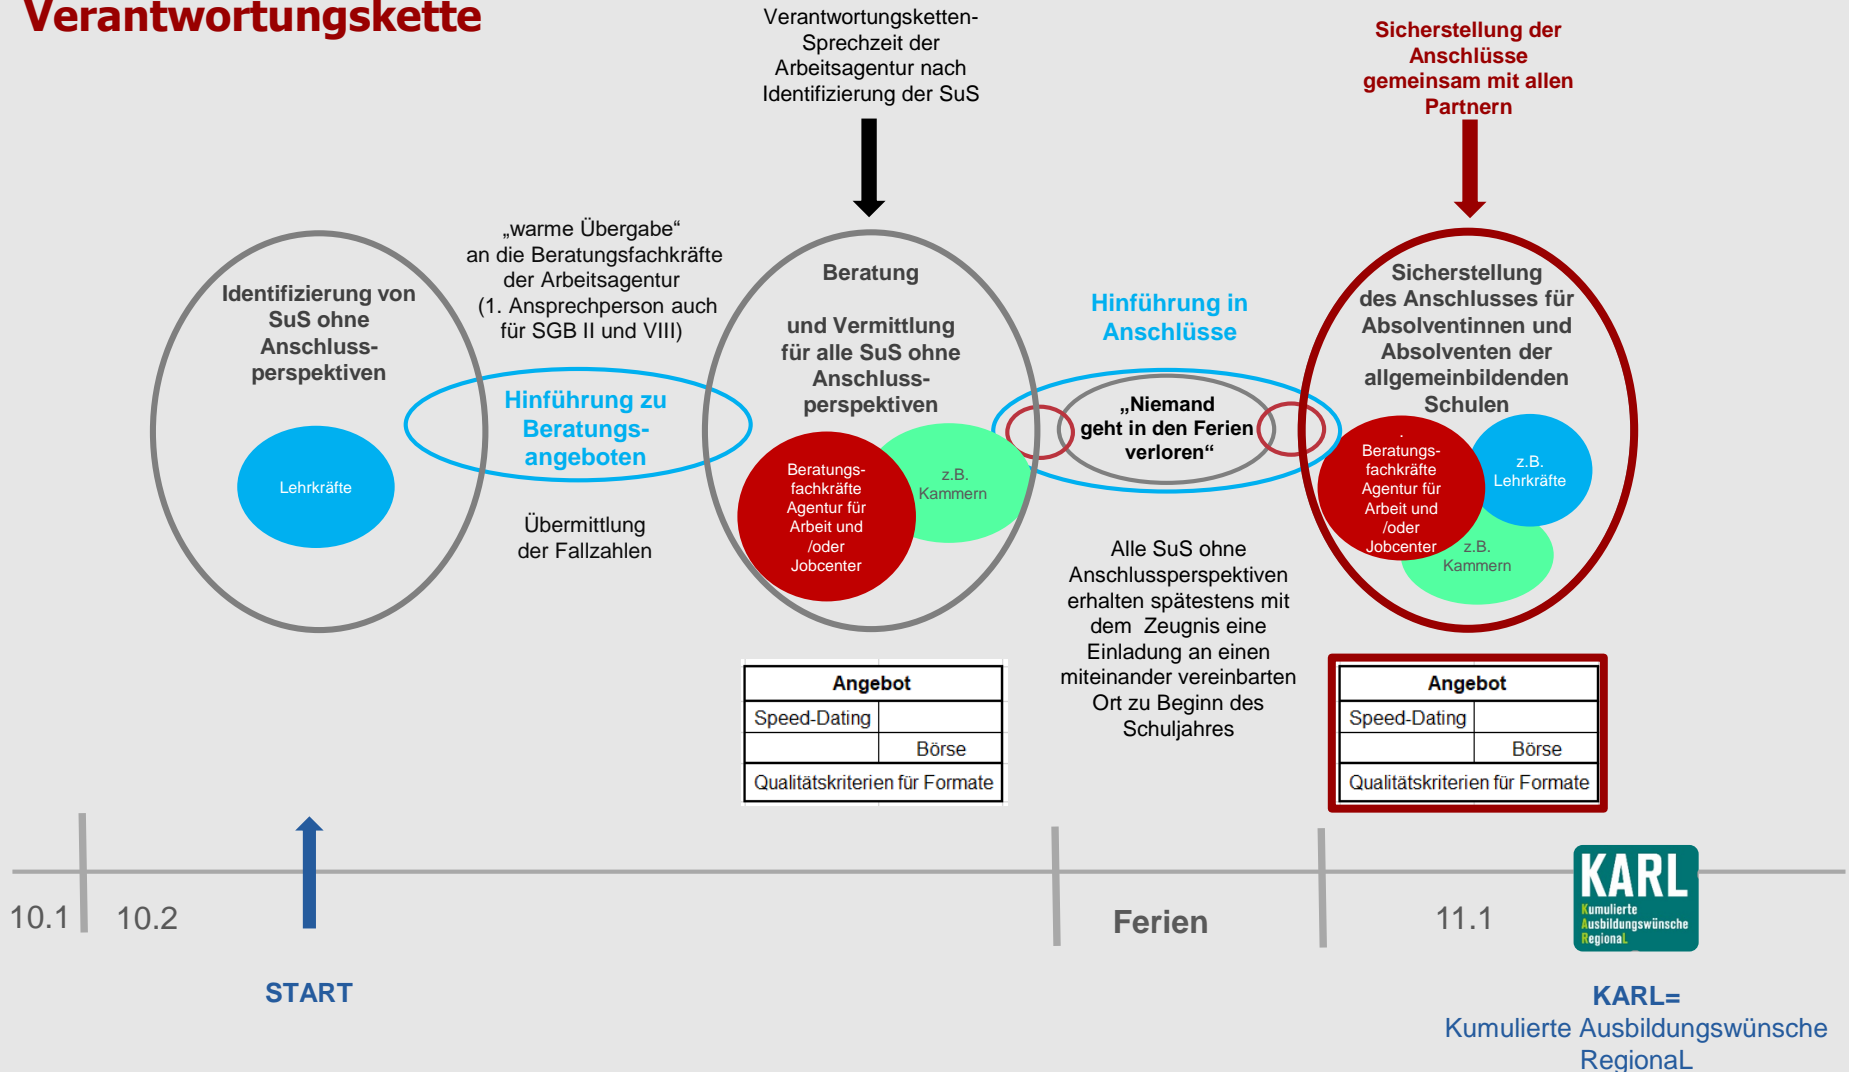 Verantwortungskette
Verantwortungsketten-
Sprechzeit der
Arbeitsagentur nach
Identifizierung der SuS
Sicherstellung der
Anschlüsse
gemeinsam mit allen
Partnern
Identifizierung von
SuS ohne
Anschluss-
perspektiven
Lehrkräfte
„warme Übergabe“
an die Beratungsfachkräfte
der Arbeitsagentur
(1. Ansprechperson auch
für SGB II und VIII)
Hinführung zu
Beratungs-
angeboten
Übermittlung
der Fallzahlen
Beratung
und Vermittlung
für alle SuS ohne
Anschluss-
perspektiven
Beratungs-
fachkräfte
Agentur für
Arbeit und
/oder
Jobcenter
z.B.
Kammern
Hinführung in
Anschlüsse
„Niemand
geht in den Ferien
verloren“
Alle SuS ohne
Anschlussperspektiven
erhalten spätestens mit
dem Zeugnis eine
Einladung an einen
miteinander vereinbarten
Ort zu Beginn des
Schuljahres
Sicherstellung
des Anschlusses für
Absolventinnen und
Absolventen der
allgemeinbildenden
Schulen
.
Beratungs-
fachkräfte
Agentur für
Arbeit und
/oder
Jobcenter
z.B.
Lehrkräfte
z.B.
Kammern
Angebot
Speed-Dating
Börse
Qualitätskriterien für Formate
Angebot
Speed-Dating
Börse
Qualitätskriterien für Formate
10.1
10.2
Ferien
11.1
KARL
Kumulierte
Ausbildungswünsche
RegionaL
START
KARL=
Kumulierte Ausbildungswünsche
RegionaL